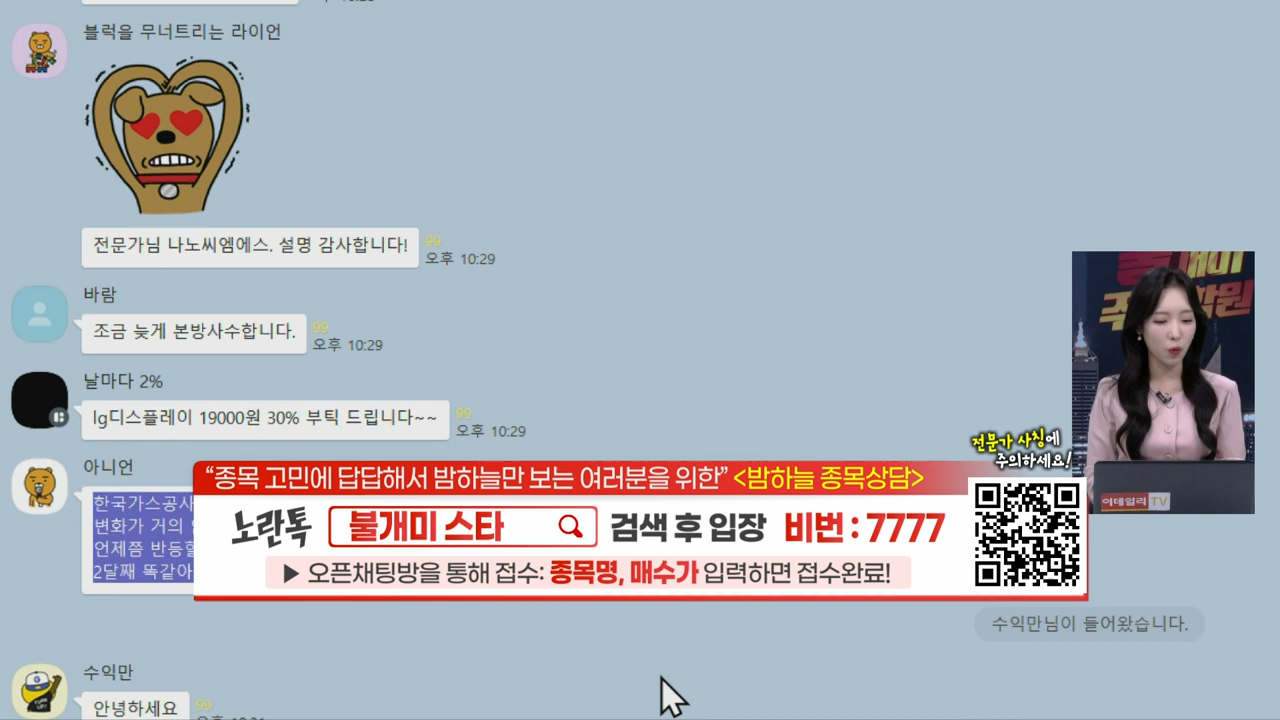 블럭을 무너트리는 라이언
전문가님 나노씨엠에스. 설명 감사합니다!
99
오후 10:29
바람
조금 늦게 본방사수합니다.
99
오후 10:29
날마다 2%
lg디스플레이 19000원 30% 부틱 드립니다~~
99
오후 10:29
아니언
한국가스공사
변화가 거의
언제쯤 반등할
2달째 똑같아
전문가 사칭에
주의하세요!
이데일리 TV
“종목 고민에 답답해서 밤하늘만 보는 여러분을 위한” <밤하늘 종목상담>
노란톡 불개미 스타 검색 후 입장 비번 : 7777
▶ 오픈채팅방을 통해 접수: 종목명, 매수가 입력하면 접수완료!
수익만님이 들어왔습니다.
수익만
안녕하세요
99